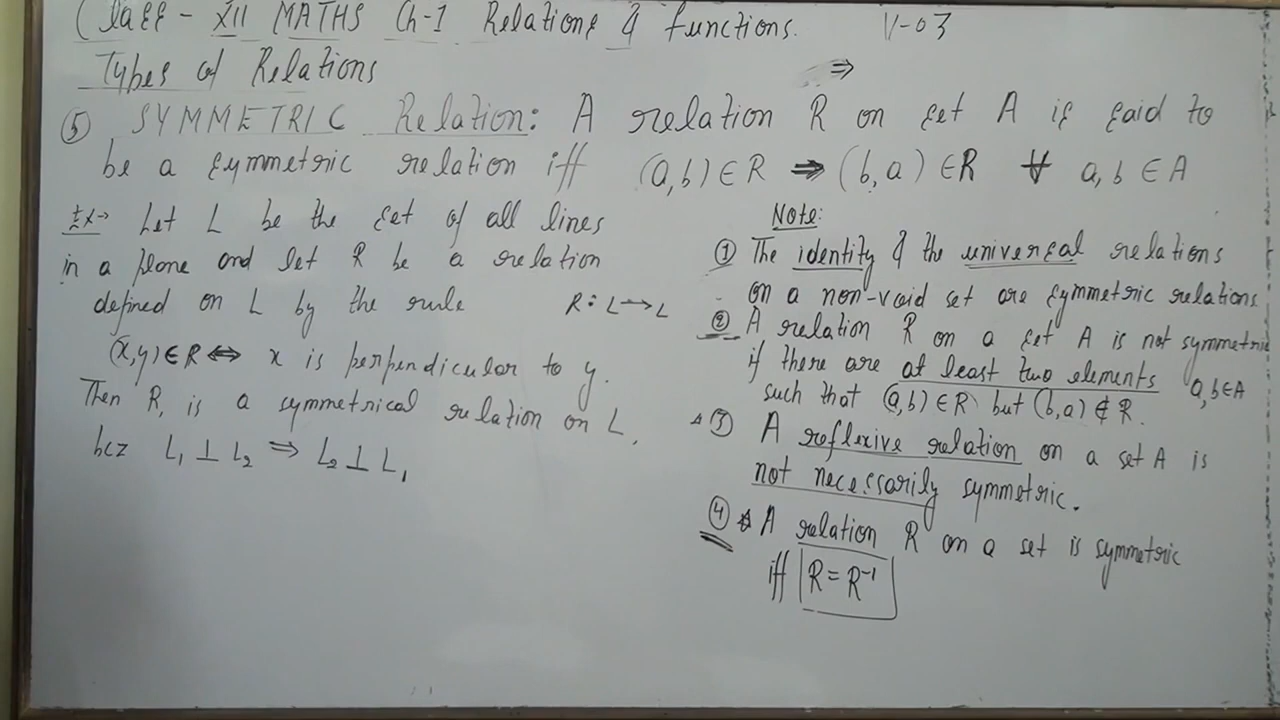 Class - XII MATHS Ch-1 Relations & functions. V-03
Types of Relations ⇒
⑤ SYMMETRIC Relation: A relation R on set A is said to
be a symmetric relation iff (a,b) ∈ R ⇒ (b,a) ∈ R ∀ a, b ∈ A
Ex→ Let L be the set of all lines
in a plane and let R be a relation
defined on L by the rule R: L→L
(x,y) ∈ R ⇔ x is perpendicular to y.
Then R, is a symmetrical relation on L.
bcz L₁ ⊥ L₂ ⇒ L₂ ⊥ L₁
Note:
① The identity & the universal relations
on a non-void set are symmetric relations
② A relation R on a set A is not symmetric
if there are at least two elements a, b ∈ A
such that (a,b) ∈ R but (b,a) ∉ R.
③ A reflexive relation on a set A is
not necessarily symmetric.
④ A relation R on a set is symmetric
iff R = R⁻¹